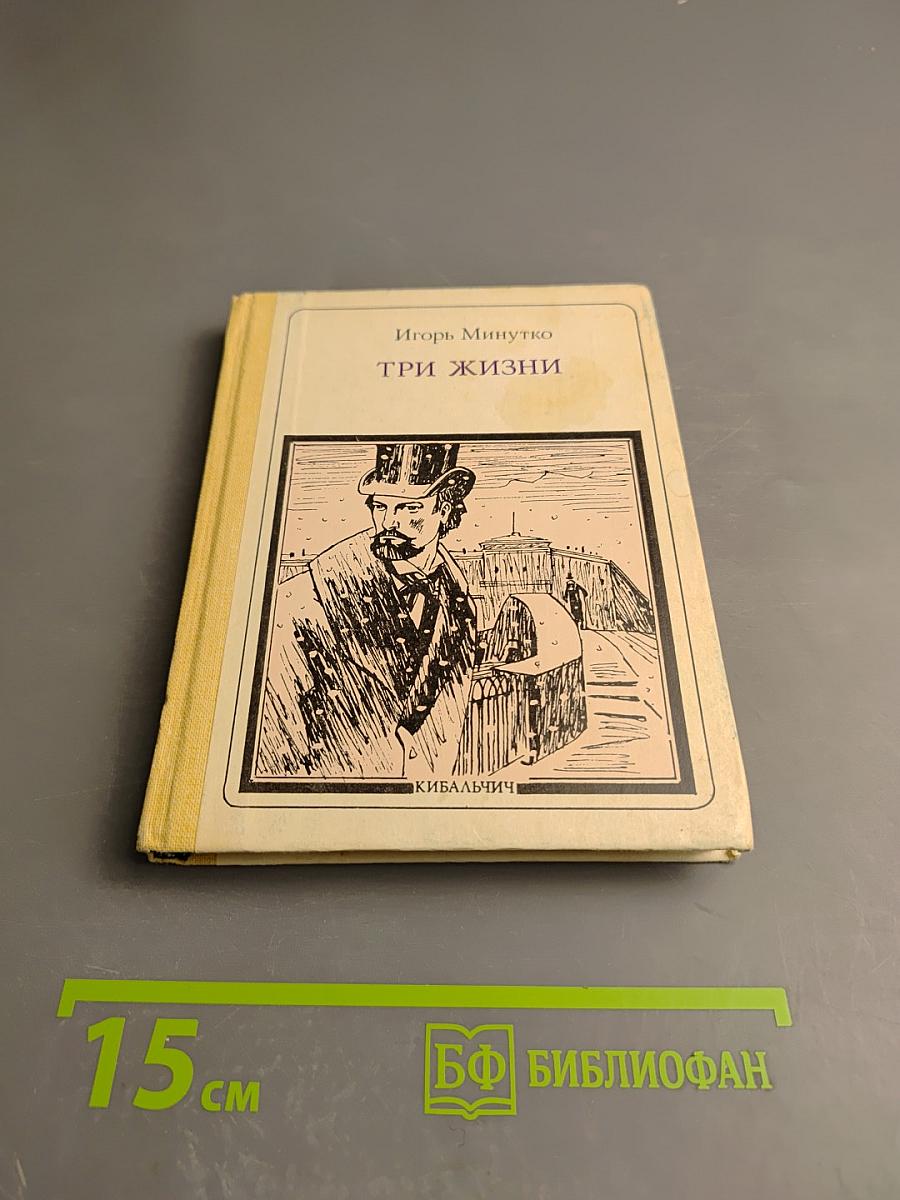 Игорь Минутко
ТРИ ЖИЗНИ
КИБАЛЬЧИЧ
15 см
БФ БИБЛИОФАН